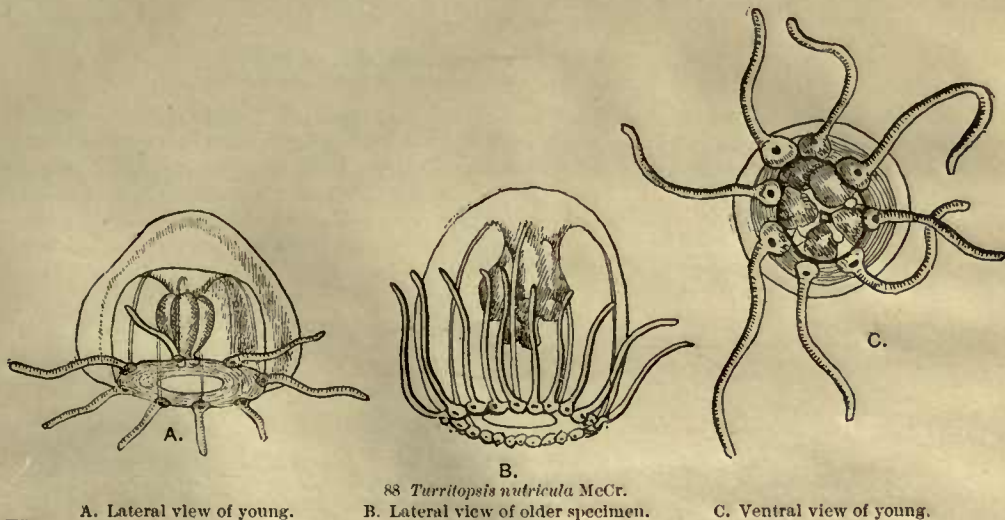 A.
B.
C.
88 Turritopsis nutricula McCr.
A. Lateral view of young. B. Lateral view of older specimen. C. Ventral view of young.